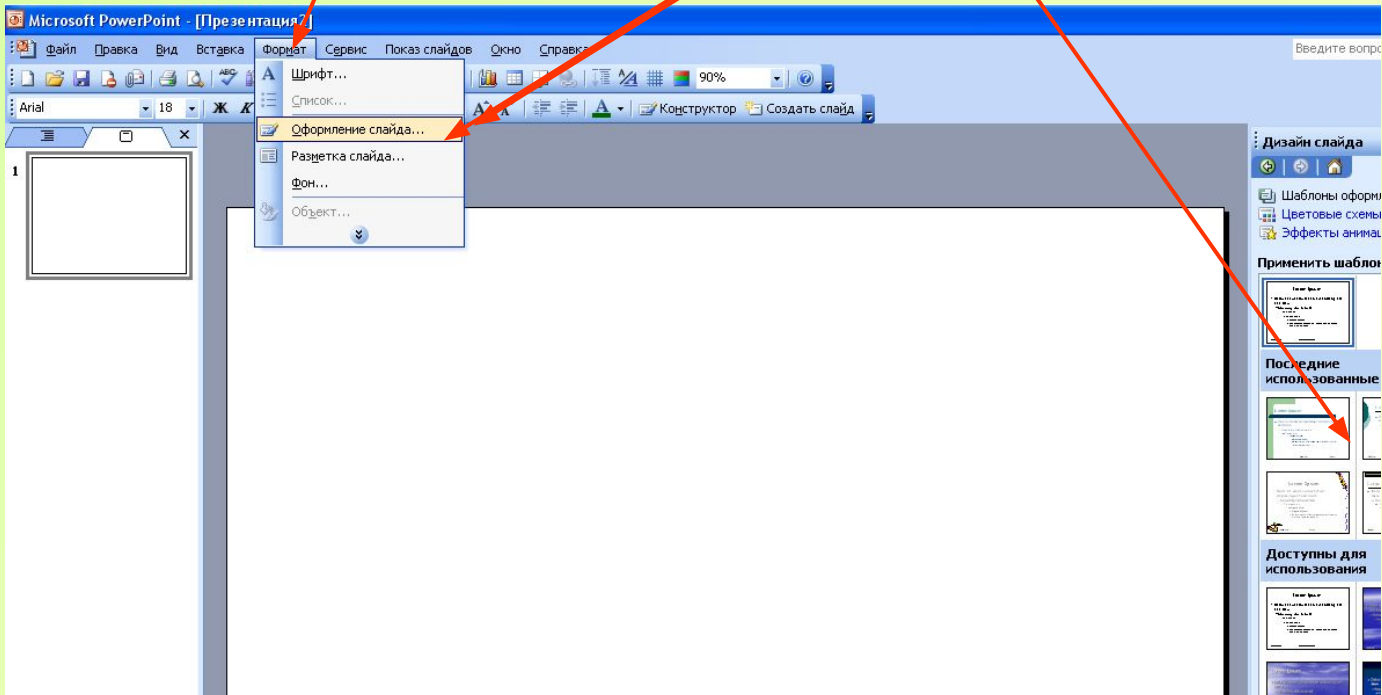 Microsoft PowerPoint - [Презентация2]
Файл Правка Вид Вставка Формат Сервис Показ слайдов Окно Справка
Введите вопро
90%
Arial 18 Ж К
Конструктор Создать слайд
Шрифт...
Список...
Оформление слайда...
Разметка слайда...
Фон...
Объект...
1
Дизайн слайда
Шаблоны оформл
Цветовые схемы
Эффекты анимац
Применить шаблон
Последние
использованные
Доступны для
использования